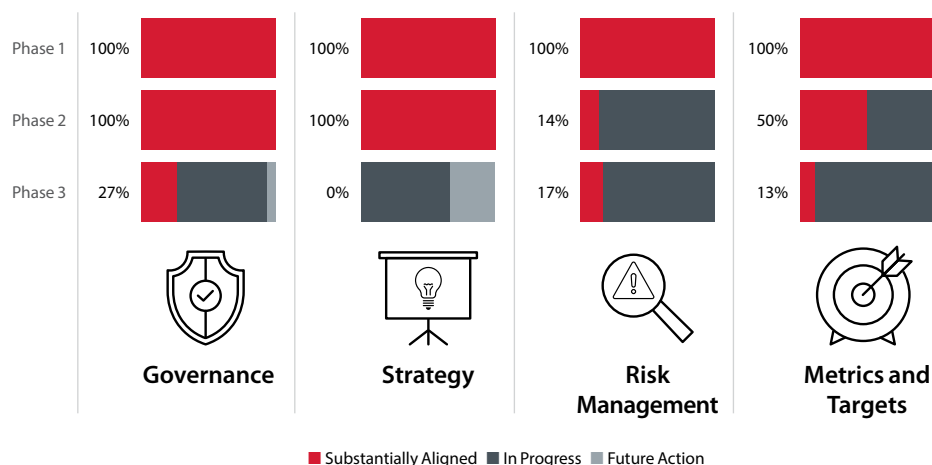 Phase 1 100% 100% 100% 100%
Phase 2 100% 100% 14% 50%
Phase 3 27% 0% 17% 13%
Governance Strategy Risk Management Metrics and Targets
Substantially Aligned In Progress Future Action